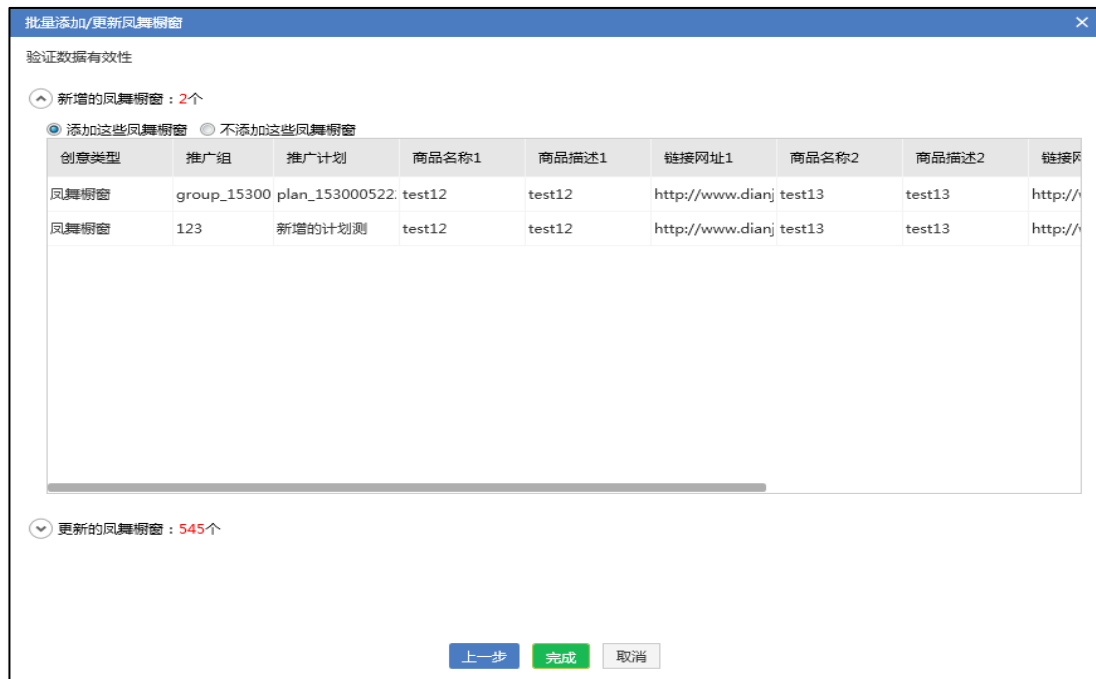 批量添加/更新凤舞橱窗
验证数据有效性
新增的凤舞橱窗：2个
添加这些凤舞橱窗 不添加这些凤舞橱窗
创意类型 推广组 推广计划 商品名称1 商品描述1 链接网址1 商品名称2 商品描述2 链接网
凤舞橱窗 group_15300 plan_153000522 test12 test12 http://www.dianj test13 test13 http://
凤舞橱窗 123 新增的计划测 test12 test12 http://www.dianj test13 test13 http://
更新的凤舞橱窗：545个
上一步 完成 取消